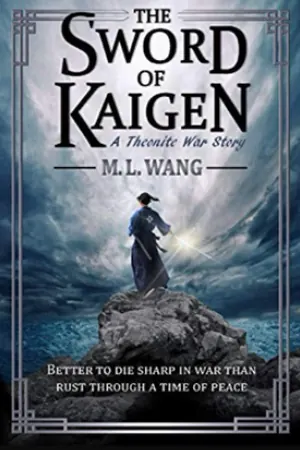 THE
SWORD
OF
KAIGEN
A Theonite War Story
M. L. WANG
BETTER TO DIE SHARP IN WAR THAN
RUST THROUGH A TIME OF PEACE